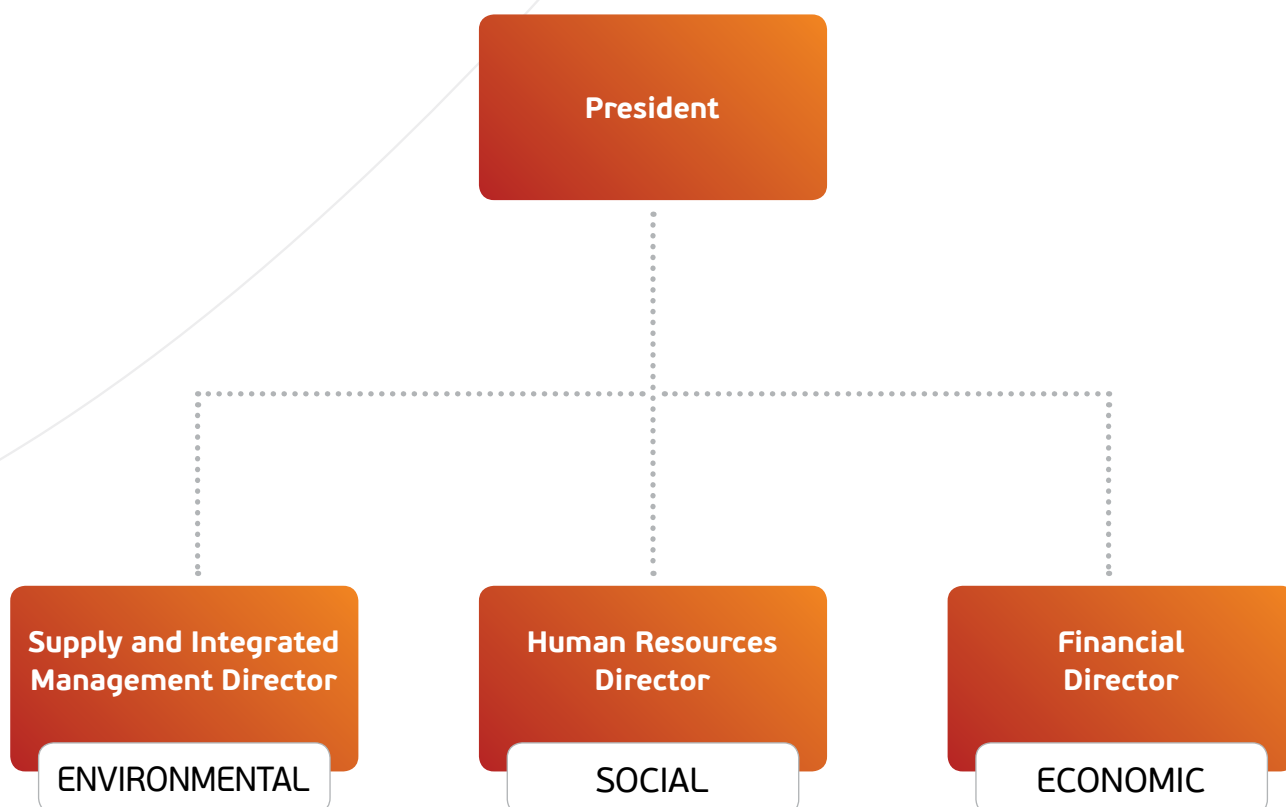 President
Supply and Integrated
Management Director
ENVIRONMENTAL
Human Resources
Director
SOCIAL
Financial
Director
ECONOMIC